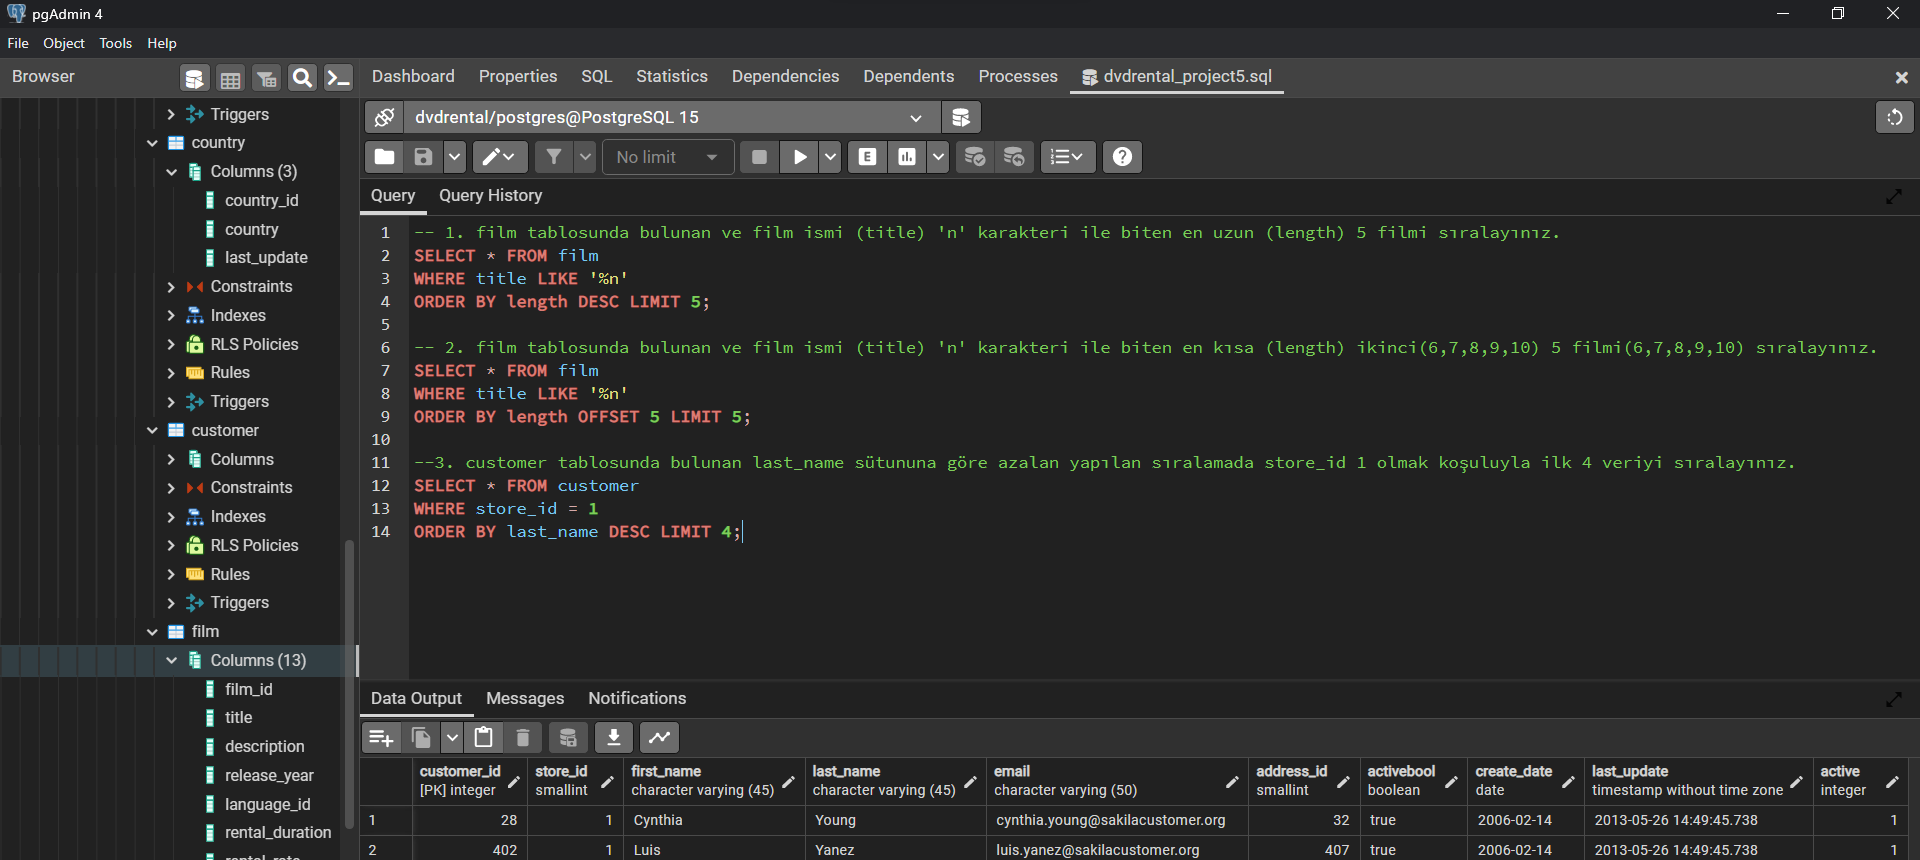 pgAdmin 4
File Object Tools Help
Browser
Dashboard Properties SQL Statistics Dependencies Dependents Processes dvdrental_project5.sql
Triggers
country
Columns (3)
country_id
country
last_update
Constraints
Indexes
RLS Policies
Rules
Triggers
customer
Columns
Constraints
Indexes
RLS Policies
Rules
Triggers
film
Columns (13)
film_id
title
description
release_year
language_id
rental_duration
dvdrental/postgres@PostgreSQL 15
No limit E
Query Query History
1 -- 1. film tablosunda bulunan ve film ismi (title) 'n' karakteri ile biten en uzun (length) 5 filmi sıralayınız.
2 SELECT * FROM film
3 WHERE title LIKE '%n'
4 ORDER BY length DESC LIMIT 5;
5
6 -- 2. film tablosunda bulunan ve film ismi (title) 'n' karakteri ile biten en kısa (length) ikinci(6,7,8,9,10) 5 filmi(6,7,8,9,10) sıralayınız.
7 SELECT * FROM film
8 WHERE title LIKE '%n'
9 ORDER BY length OFFSET 5 LIMIT 5;
10
11 --3. customer tablosunda bulunan last_name sütununa göre azalan yapılan sıralamada store_id 1 olmak koşuluyla ilk 4 veriyi sıralayınız.
12 SELECT * FROM customer
13 WHERE store_id = 1
14 ORDER BY last_name DESC LIMIT 4;
Data Output Messages Notifications
customer_id store_id first_name last_name email address_id activebool create_date last_update active
[PK] integer smallint character varying (45) character varying (45) character varying (50) smallint boolean date timestamp without time zone integer
1 28 1 Cynthia Young cynthia.young@sakilacustomer.org 32 true 2006-02-14 2013-05-26 14:49:45.738 1
2 402 1 Luis Yanez luis.yanez@sakilacustomer.org 407 true 2006-02-14 2013-05-26 14:49:45.738 1